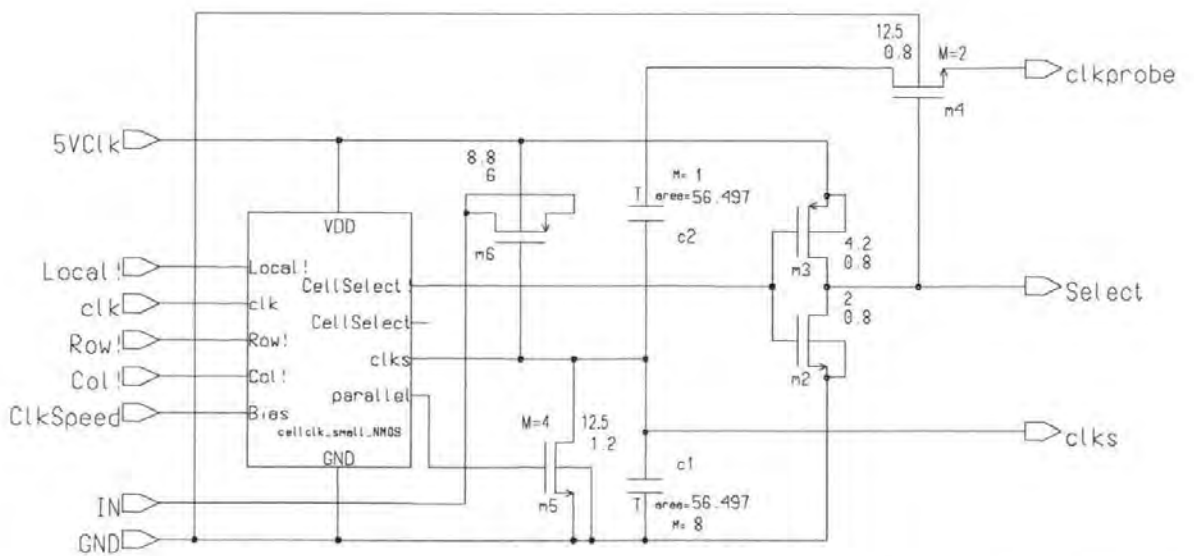 12.5
0.8
M=2
clkprobe
m4
5VClk
8.8
6
M= 1
T area=56.497
VDD
m6
c2
4.2
0.8
m3
Local!
Local!
CellSelect!
clk
clk
CellSelect
Select
2
0.8
Row!
Row!
clks
m2
Col!
Col!
parallel
ClkSpeed
Bias
cellclk_small_NMOS
M=4
12.5
1.2
clks
GND
c1
IN
m5
T area=56.497
M= 8
GND